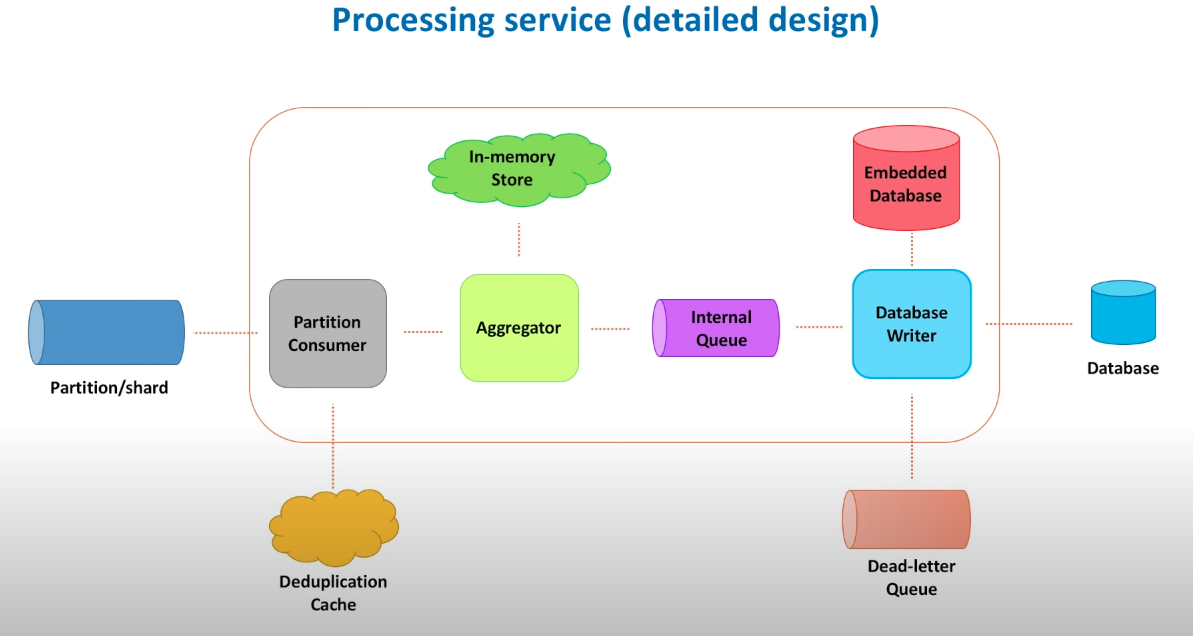 Processing service (detailed design)
In-memory
Store
Embedded
Database
Partition
Consumer
Aggregator
Internal
Queue
Database
Writer
Partition/shard
Database
Deduplication
Cache
Dead-letter
Queue